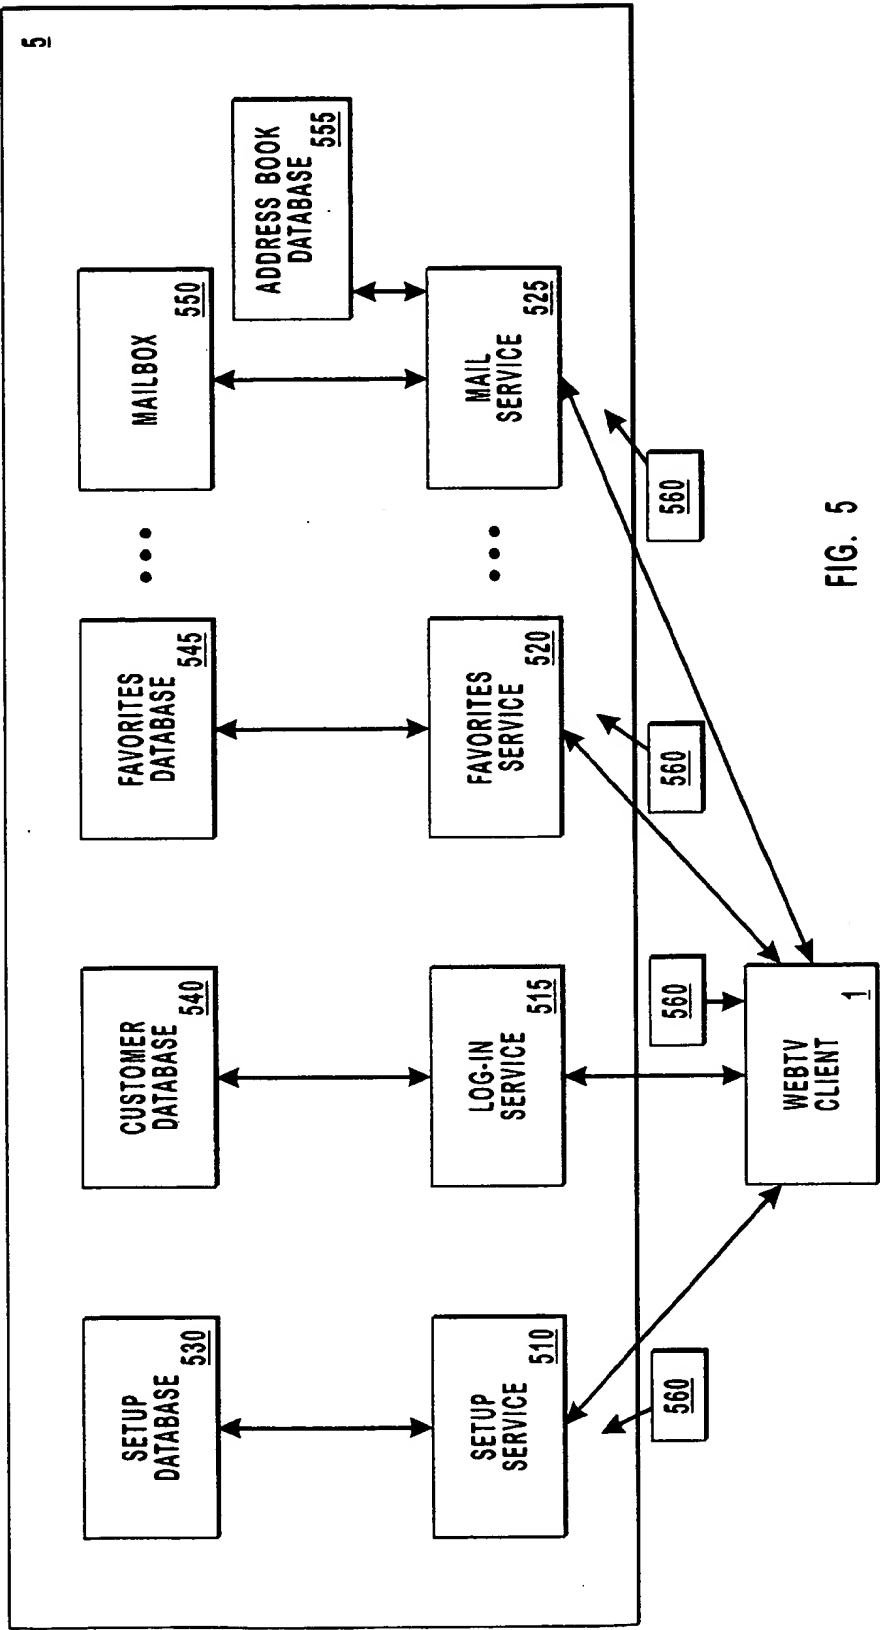 5
SETUP
DATABASE
530
CUSTOMER
DATABASE
540
FAVORITES
DATABASE
545
MAILBOX
550
ADDRESS BOOK
DATABASE
555
SETUP
SERVICE
510
LOG-IN
SERVICE
515
FAVORITES
SERVICE
520
MAIL
SERVICE
525
560
560
560
560
WEBTV
CLIENT
1
FIG. 5